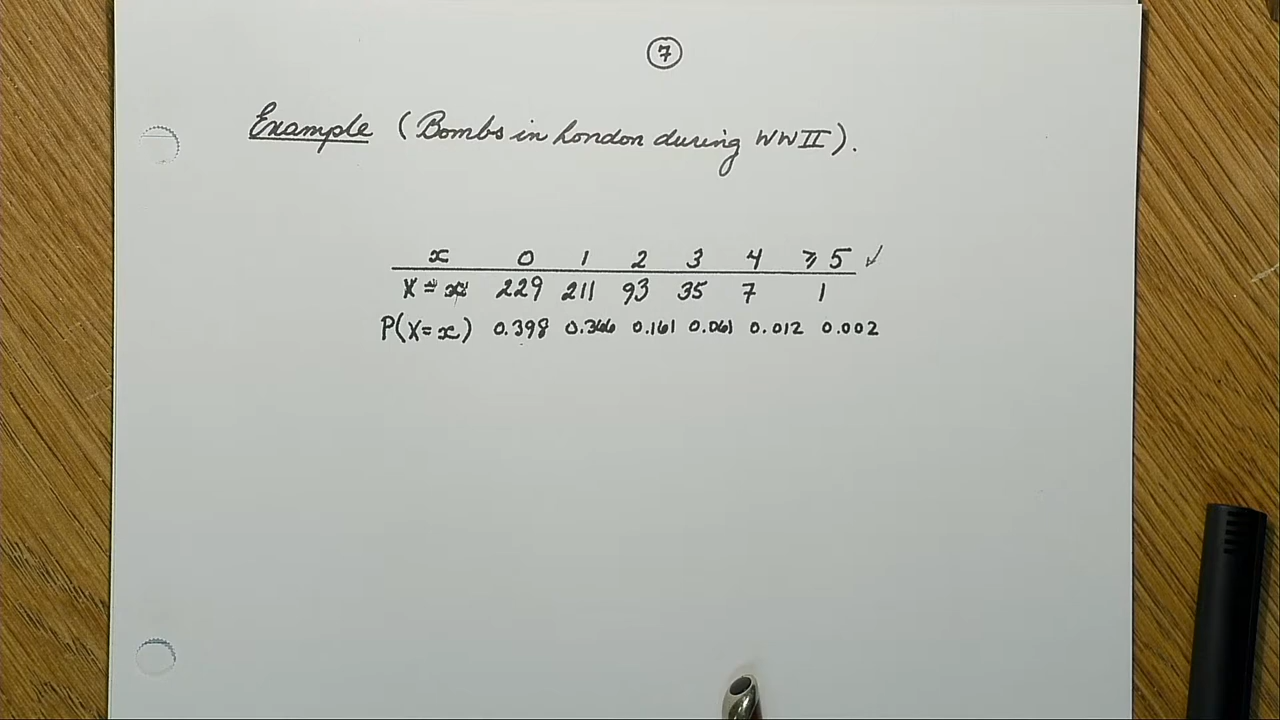 7
Example (Bombs in London during WWII).
x 0 1 2 3 4 ⩾ 5 ✓
X = x 229 211 93 35 7 1
P(X=x) 0.398 0.366 0.161 0.061 0.012 0.002